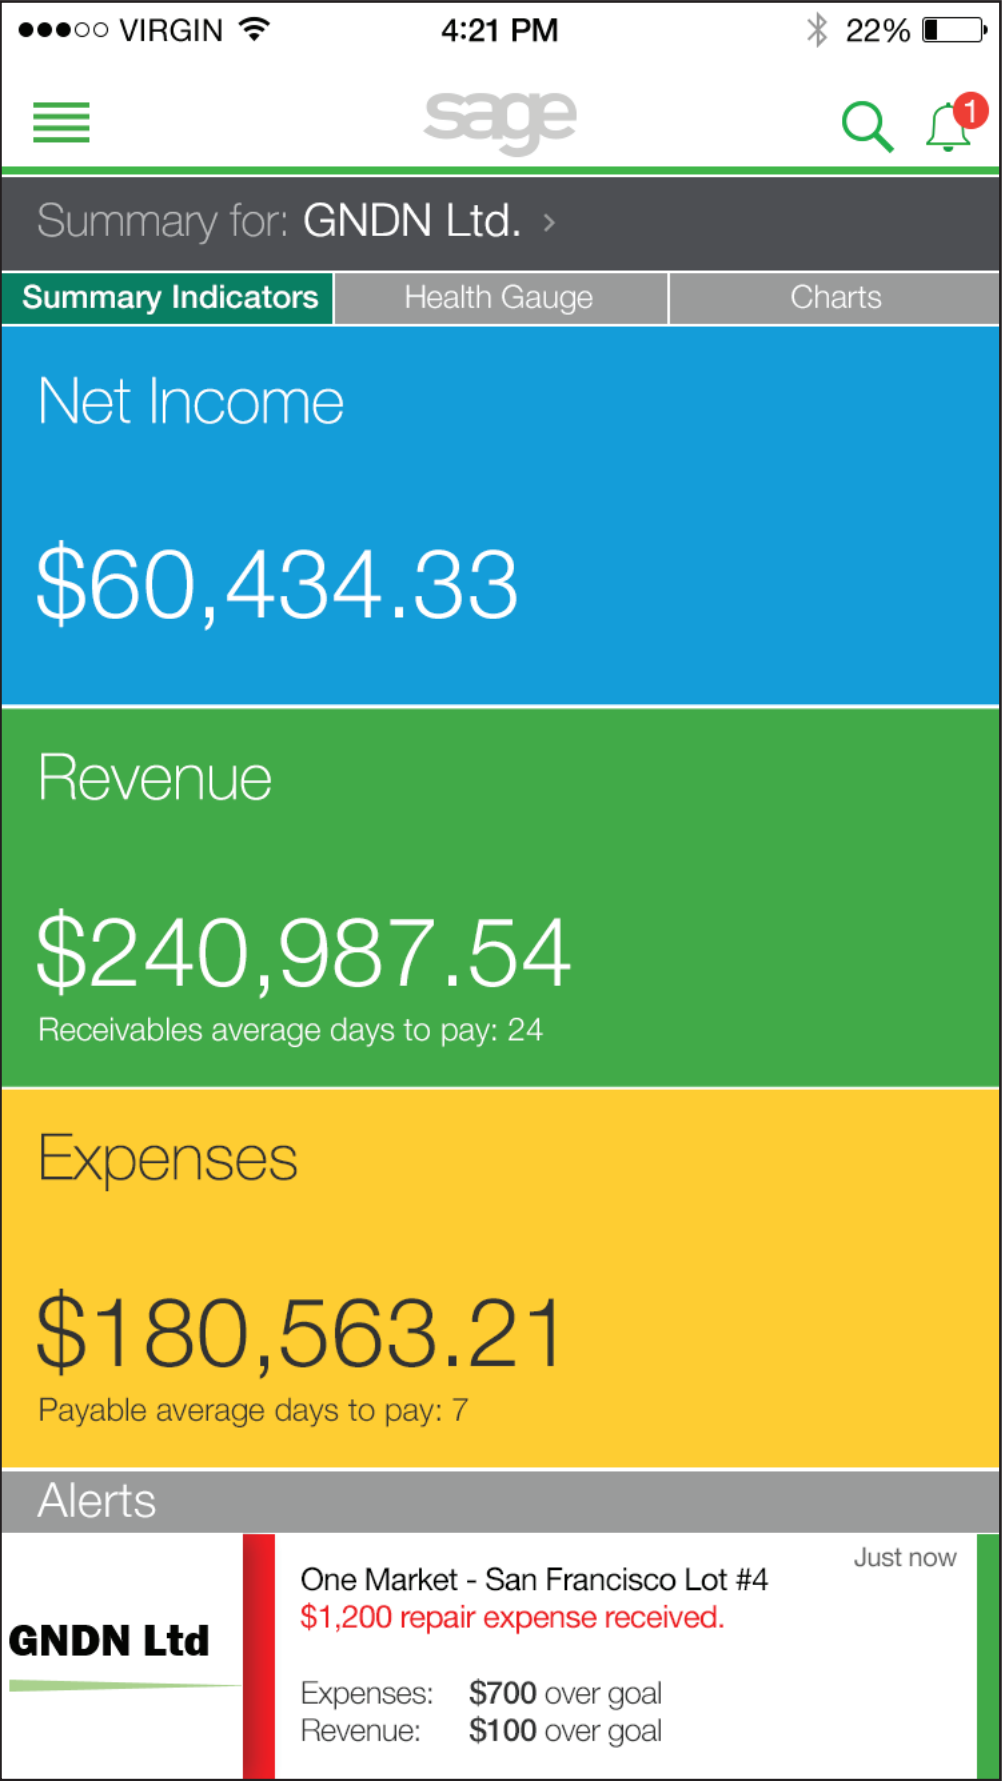 VIRGIN 4:21 PM 22%
sage 1
Summary for: GNDN Ltd. >
Summary Indicators Health Gauge Charts
Net Income
$60,434.33
Revenue
$240,987.54
Receivables average days to pay: 24
Expenses
$180,563.21
Payable average days to pay: 7
Alerts
Just now
One Market - San Francisco Lot #4
$1,200 repair expense received.
GNDN Ltd
Expenses: $700 over goal
Revenue: $100 over goal